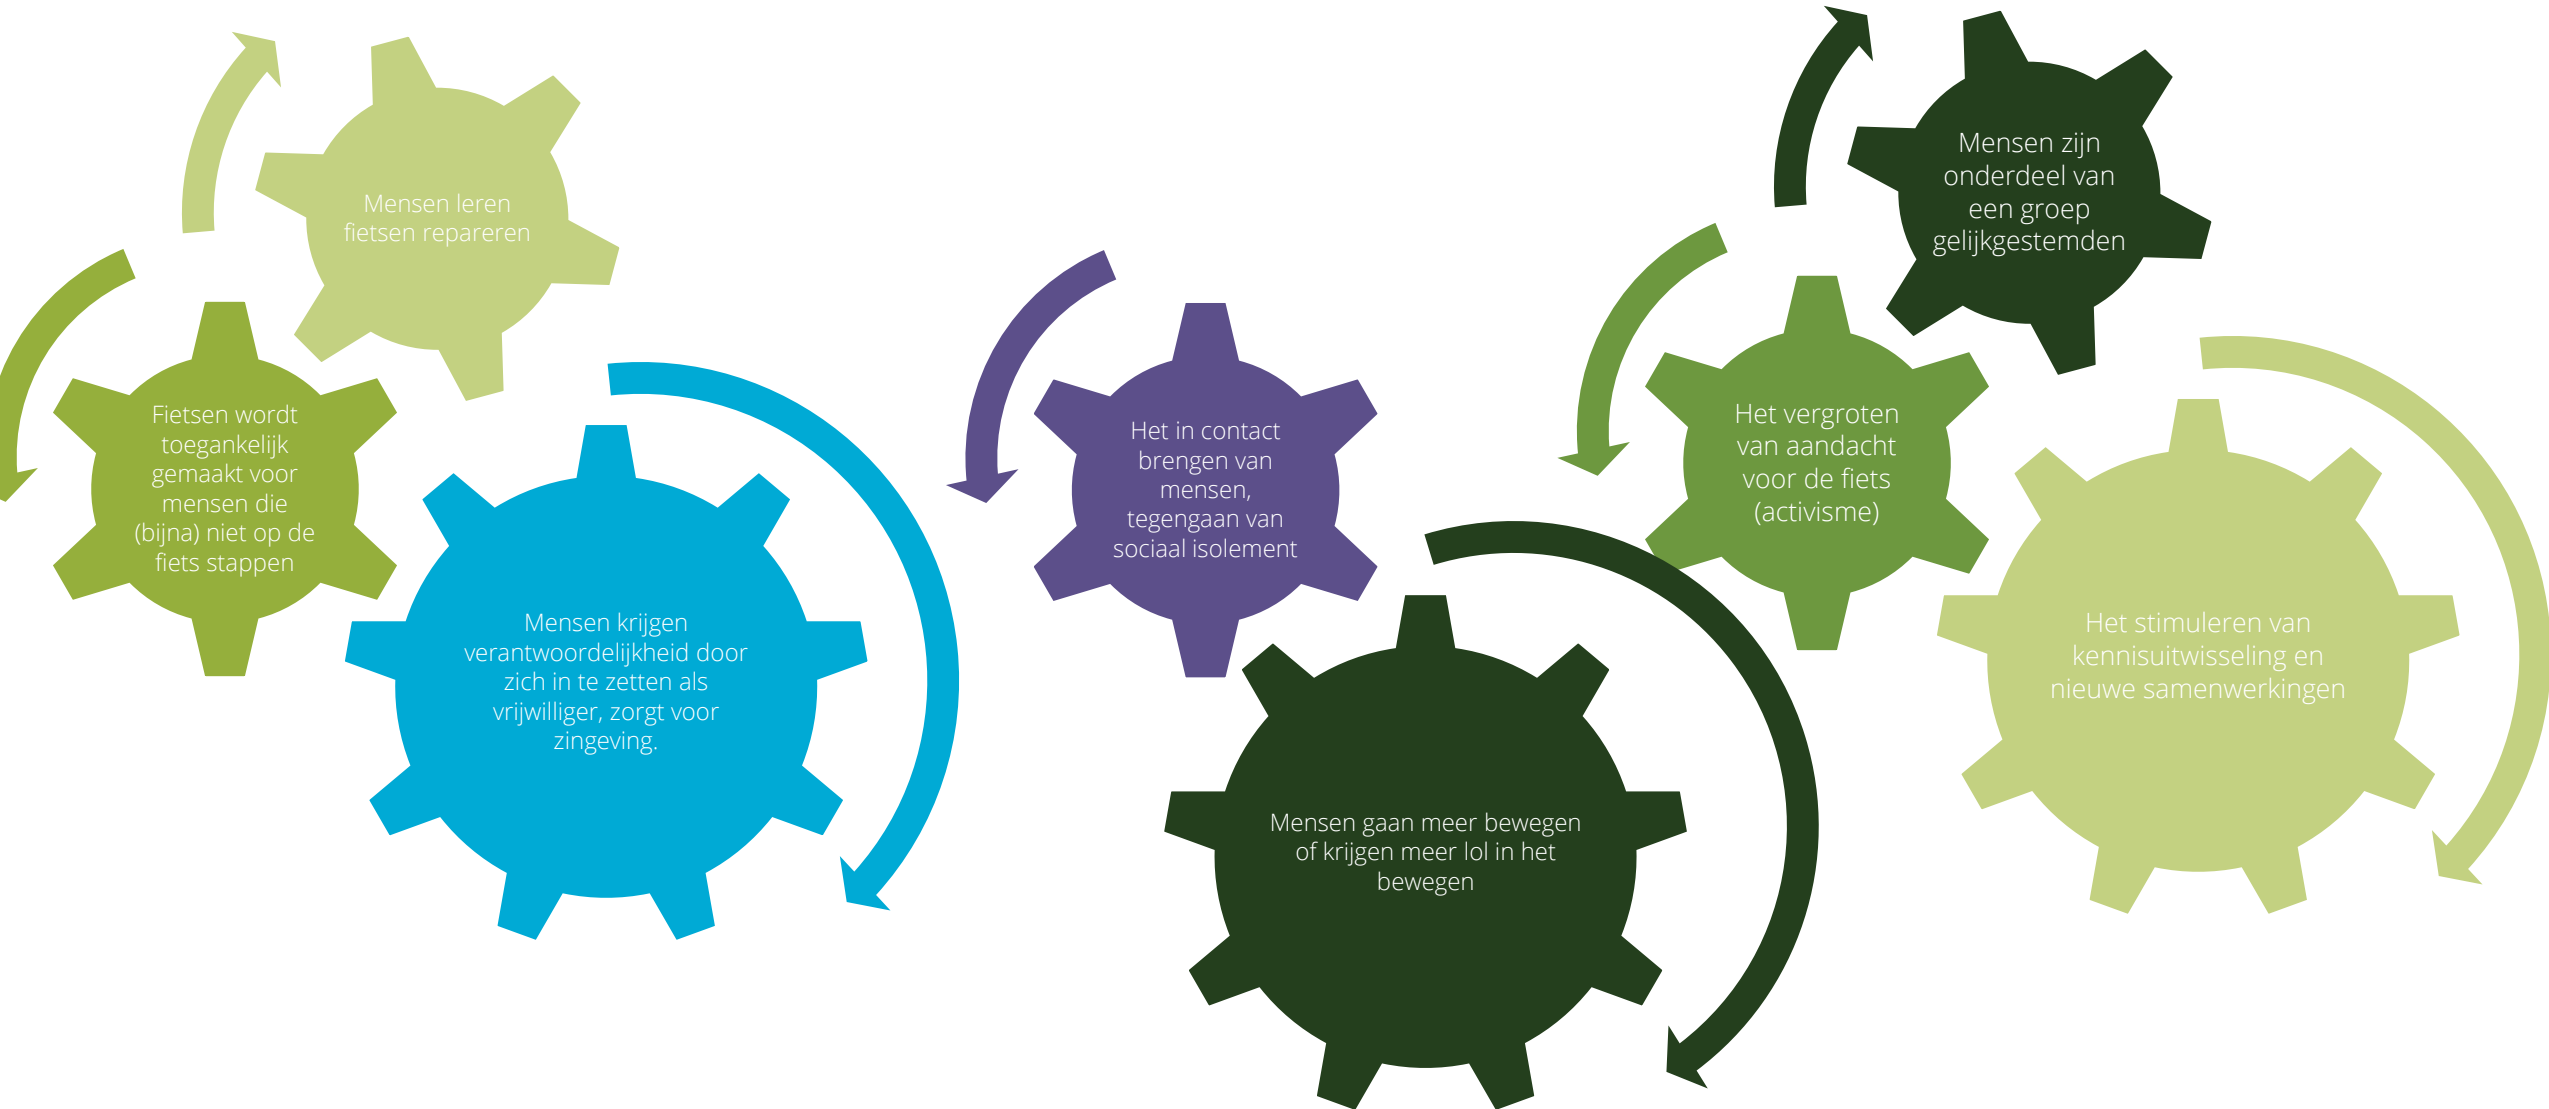 Mensen leren
fietsen repareren
Fietsen wordt
toegankelijk
gemaakt voor
mensen die
(bijna) niet op de
fiets stappen
Mensen krijgen
verantwoordelijkheid door
zich in te zetten als
vrijwilliger, zorgt voor
zingeving.
Het in contact
brengen van
mensen,
tegengaan van
sociaal isolement
Mensen gaan meer bewegen
of krijgen meer lol in het
bewegen
Mensen zijn
onderdeel van
een groep
gelijkgestemden
Het vergroten
van aandacht
voor de fiets
(activisme)
Het stimuleren van
kennisuitwisseling en
nieuwe samenwerkingen